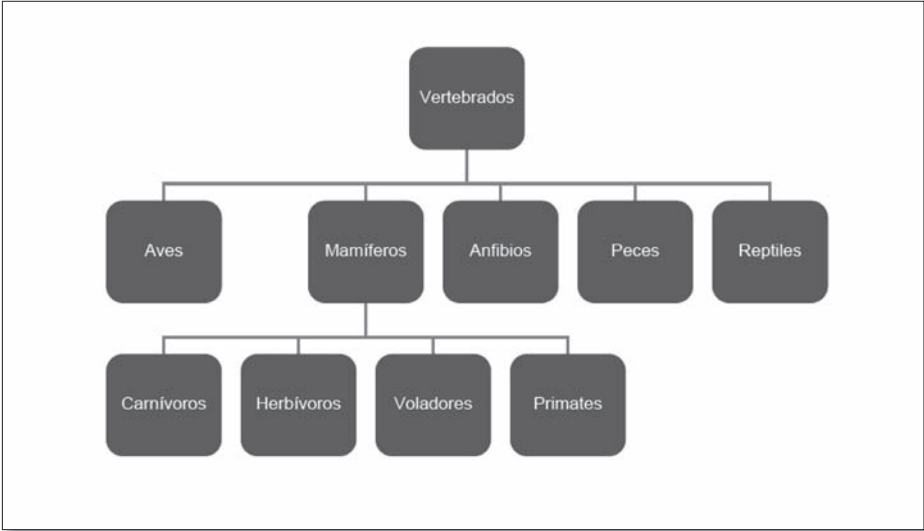 Vertebrados
Aves
Mamíferos
Anfibios
Peces
Reptiles
Carnívoros
Herbívoros
Voladores
Primates